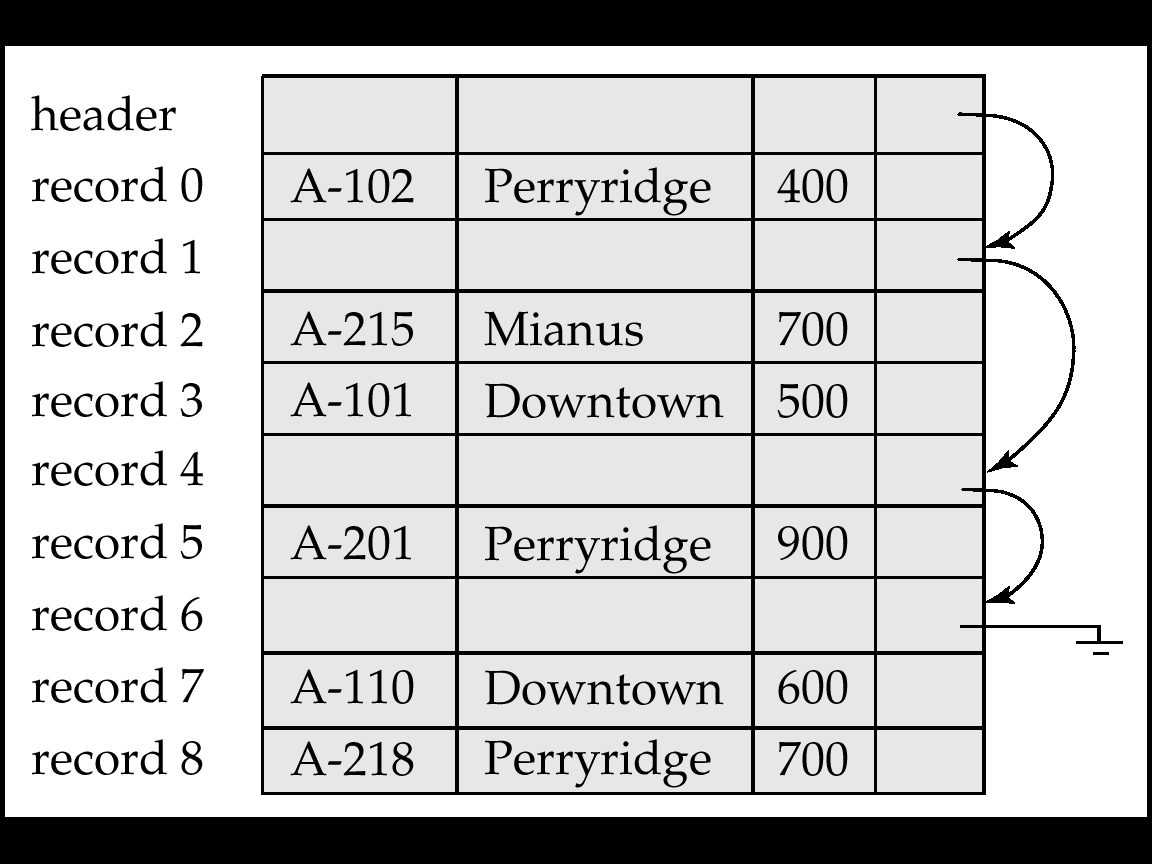 header
record 0 A-102 Perryridge 400
record 1
record 2 A-215 Mianus 700
record 3 A-101 Downtown 500
record 4
record 5 A-201 Perryridge 900
record 6
record 7 A-110 Downtown 600
record 8 A-218 Perryridge 700